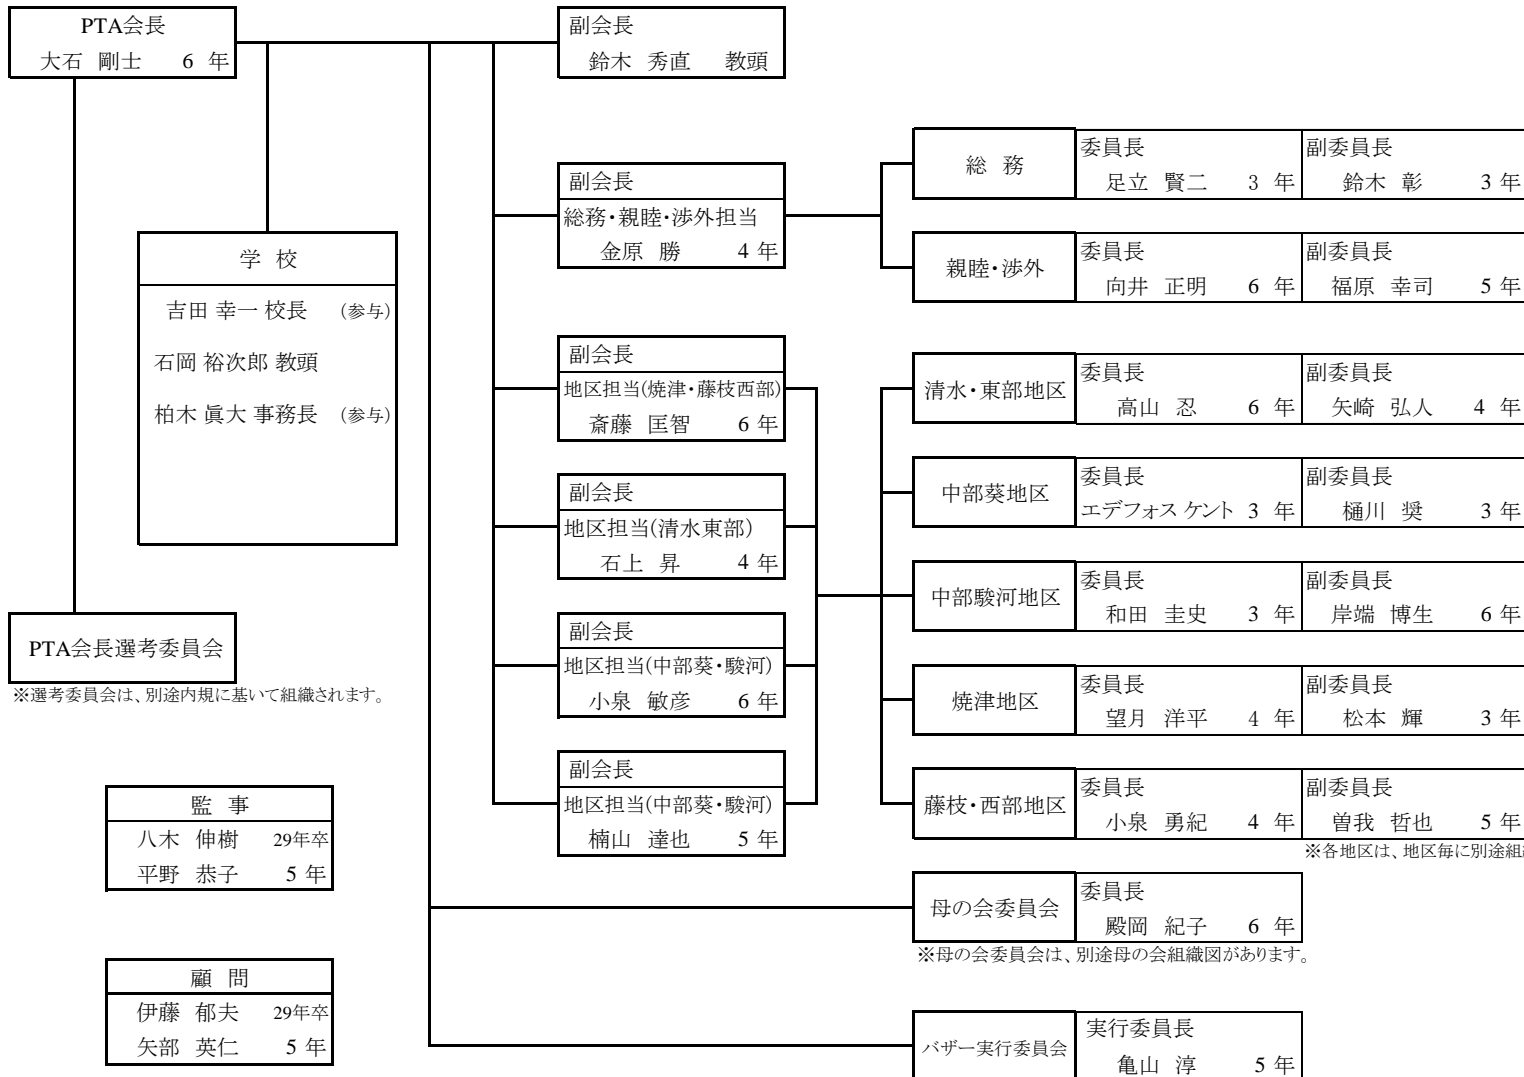 PTA会長
大石 剛士 6 年
副会長
鈴木 秀直 教頭
副会長
総務・親睦・渉外担当
金原 勝 4 年
総 務
委員長
足立 賢二 3 年
副委員長
鈴木 彰 3 年
親睦・渉外
委員長
向井 正明 6 年
副委員長
福原 幸司 5 年
学 校
吉田 幸一 校長 (参与)
石岡 裕次郎 教頭
柏木 眞大 事務長 (参与)
副会長
地区担当(焼津・藤枝西部)
斎藤 匡智 6 年
副会長
地区担当(清水東部)
石上 昇 4 年
副会長
地区担当(中部葵・駿河)
小泉 敏彦 6 年
副会長
地区担当(中部葵・駿河)
楠山 達也 5 年
清水・東部地区
委員長
高山 忍 6 年
副委員長
矢崎 弘人 4 年
中部葵地区
委員長
エデフォス ケント 3 年
副委員長
樋川 奨 3 年
中部駿河地区
委員長
和田 圭史 3 年
副委員長
岸端 博生 6 年
焼津地区
委員長
望月 洋平 4 年
副委員長
松本 輝 3 年
藤枝・西部地区
委員長
小泉 勇紀 4 年
副委員長
曽我 哲也 5 年
※各地区は、地区毎に別途組
PTA会長選考委員会
※選考委員会は、別途内規に基いて組織されます。
監 事
八木 伸樹 29年卒
平野 恭子 5 年
顧 問
伊藤 郁夫 29年卒
矢部 英仁 5 年
母の会委員会
委員長
殿岡 紀子 6 年
※母の会委員会は、別途母の会組織図があります。
バザー実行委員会
実行委員長
亀山 淳 5 年